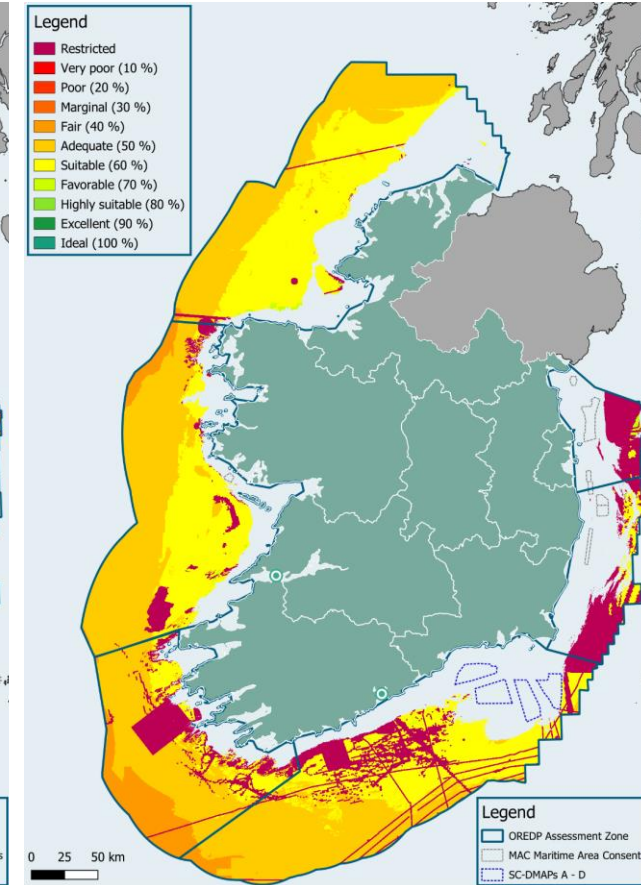 Legend
Restricted
Very poor (10 %)
Poor (20 %)
Marginal (30 %)
Fair (40 %)
Adequate (50 %)
Suitable (60 %)
Favorable (70 %)
Highly suitable (80 %)
Excellent (90 %)
Ideal (100 %)
0 25 50 km
Legend
OREDP Assessment Zone
MAC Maritime Area Consent
SC-DMAPs A - D